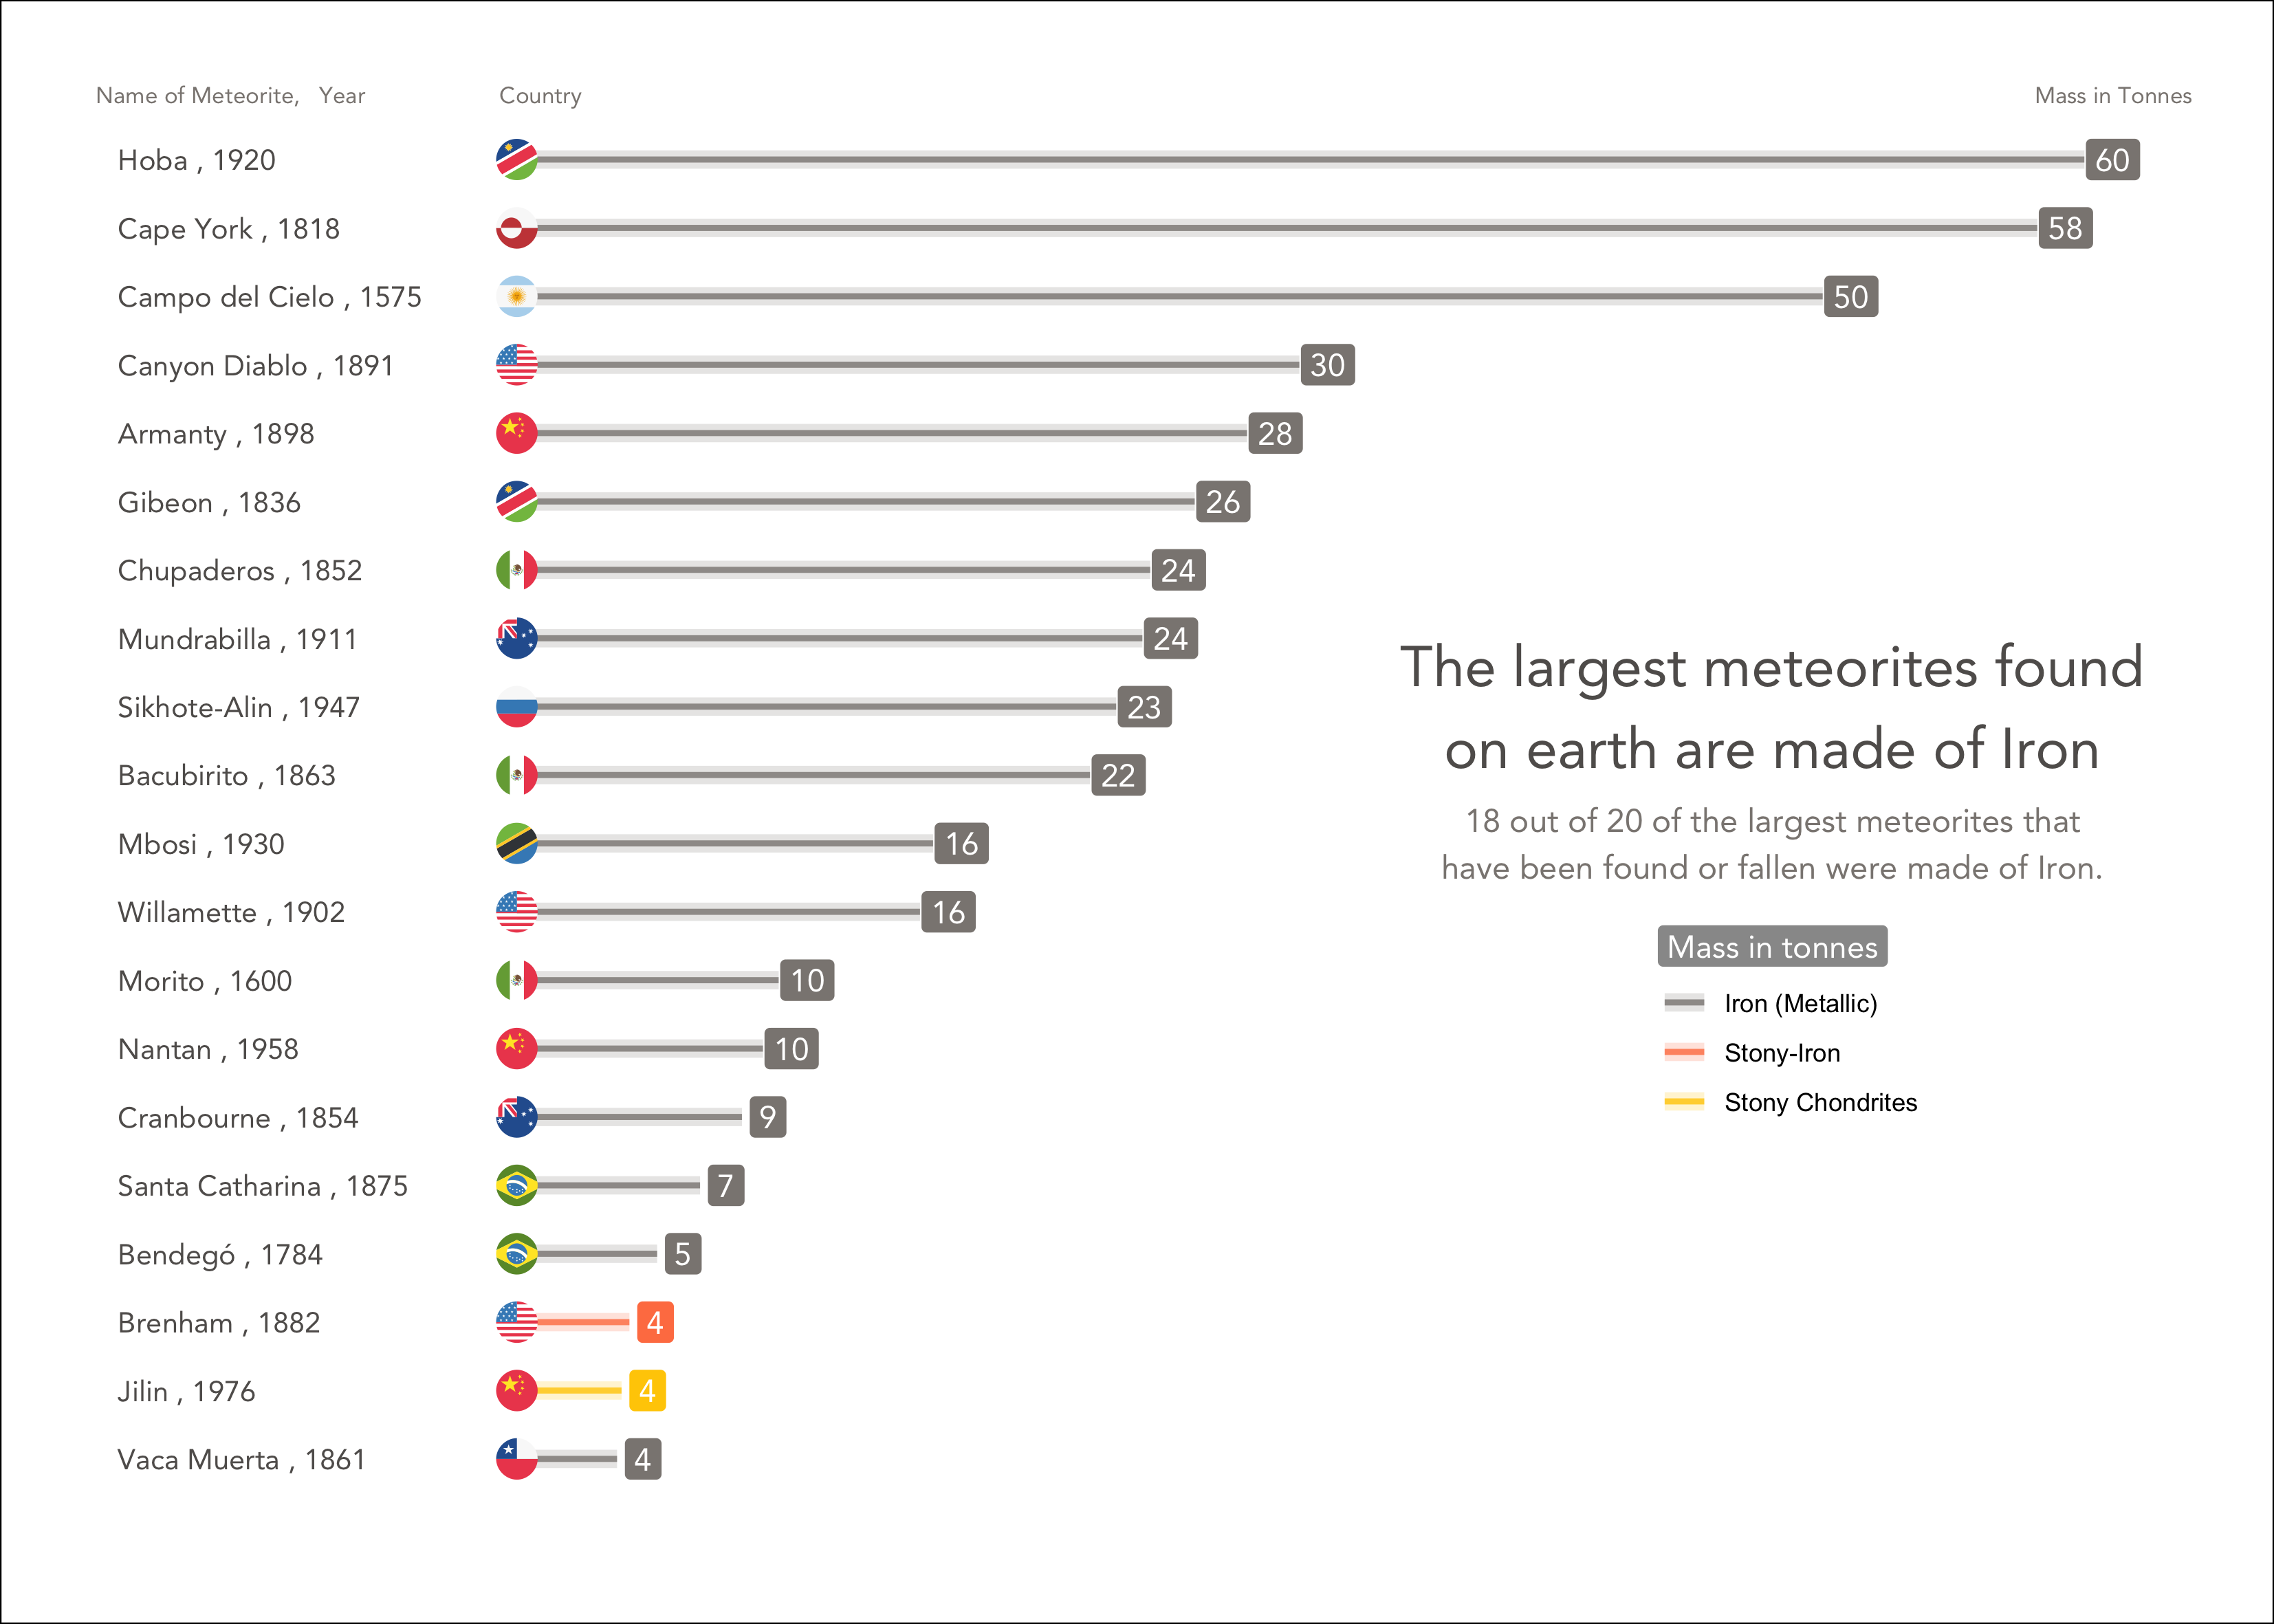 Name of Meteorite, Year Country Mass in Tonnes
Hoba , 1920 60
Cape York , 1818 58
Campo del Cielo , 1575 50
Canyon Diablo , 1891 30
Armanty , 1898 28
Gibeon , 1836 26
Chupaderos , 1852 24
Mundrabilla , 1911 24
Sikhote-Alin , 1947 23
Bacubirito , 1863 22
Mbosi , 1930 16
Willamette , 1902 16
Morito , 1600 10
Nantan , 1958 10
Cranbourne , 1854 9
Santa Catharina , 1875 7
Bendegó , 1784 5
Brenham , 1882 4
Jilin , 1976 4
Vaca Muerta , 1861 4
The largest meteorites found
on earth are made of Iron
18 out of 20 of the largest meteorites that
have been found or fallen were made of Iron.
Mass in tonnes
Iron (Metallic)
Stony-Iron
Stony Chondrites